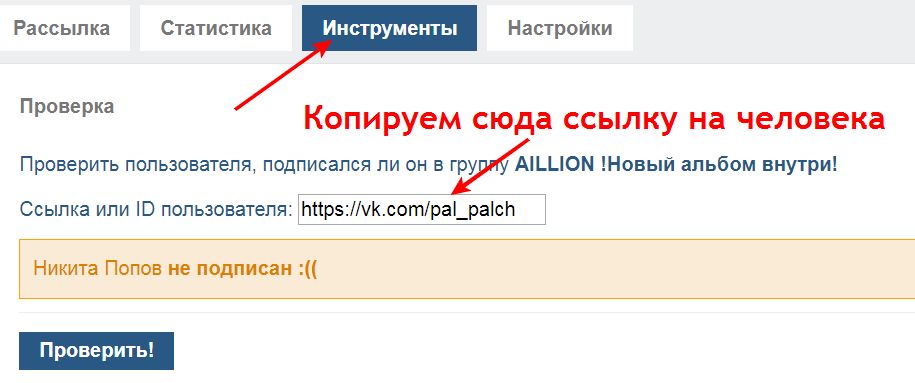 Рассылка Статистика Инструменты Настройки
Проверка
Копируем сюда ссылку на человека
Проверить пользователя, подписался ли он в группу AILLION !Новый альбом внутри!
Ссылка или ID пользователя: https://vk.com/pal_palch
Никита Попов не подписан :((
Проверить!